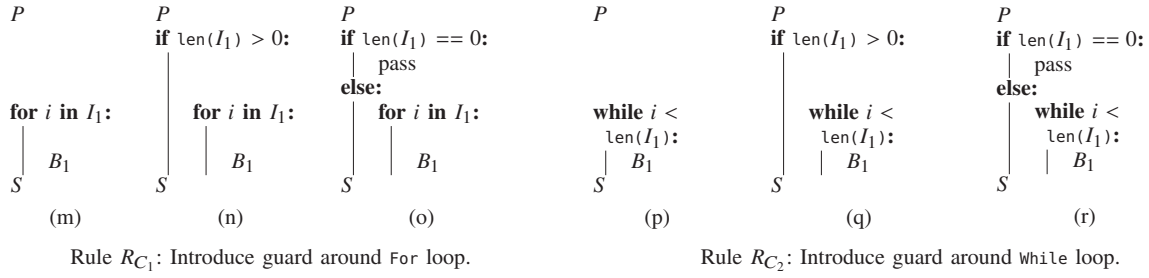 P
for i in I₁:
B₁
S
(m)
P
if len(I₁) > 0:
for i in I₁:
B₁
S
(n)
P
if len(I₁) == 0:
pass
else:
for i in I₁:
B₁
S
(o)
Rule R_C₁: Introduce guard around For loop.
P
while i <
len(I₁):
B₁
S
(p)
P
if len(I₁) > 0:
while i <
len(I₁):
B₁
S
(q)
P
if len(I₁) == 0:
pass
else:
while i <
len(I₁):
B₁
S
(r)
Rule R_C₂: Introduce guard around While loop.